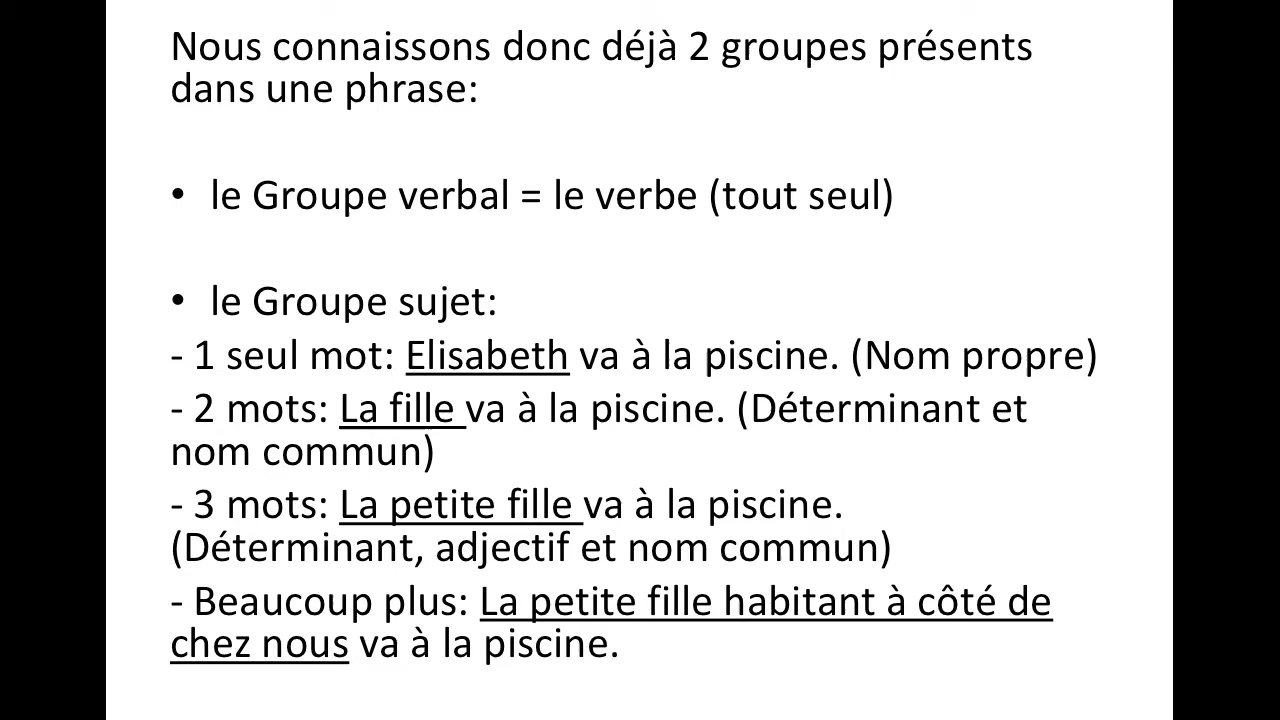 Nous connaissons donc déjà 2 groupes présents
dans une phrase:
• le Groupe verbal = le verbe (tout seul)
• le Groupe sujet:
- 1 seul mot: Elisabeth va à la piscine. (Nom propre)
- 2 mots: La fille va à la piscine. (Déterminant et
nom commun)
- 3 mots: La petite fille va à la piscine.
(Déterminant, adjectif et nom commun)
- Beaucoup plus: La petite fille habitant à côté de
chez nous va à la piscine.